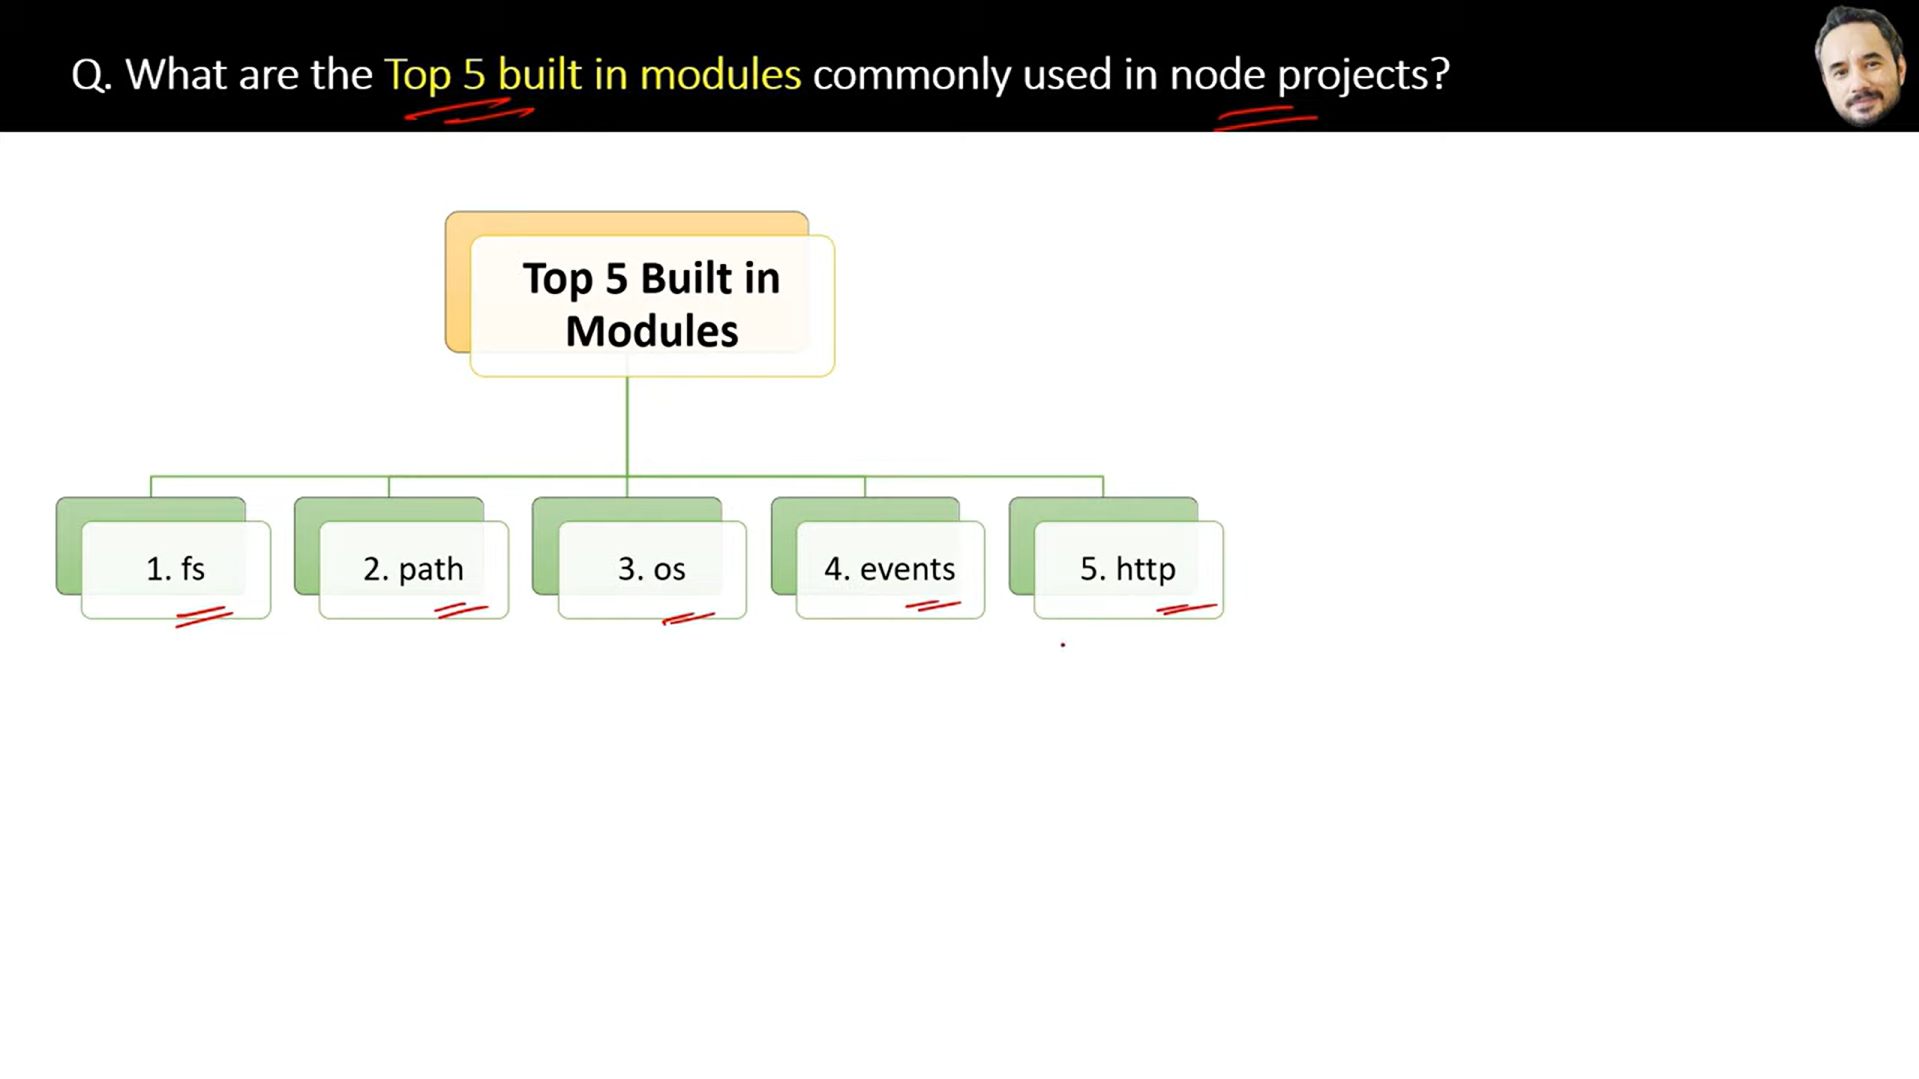 Q. What are the Top 5 built in modules commonly used in node projects?
Top 5 Built in
Modules
1. fs
2. path
3. os
4. events
5. http